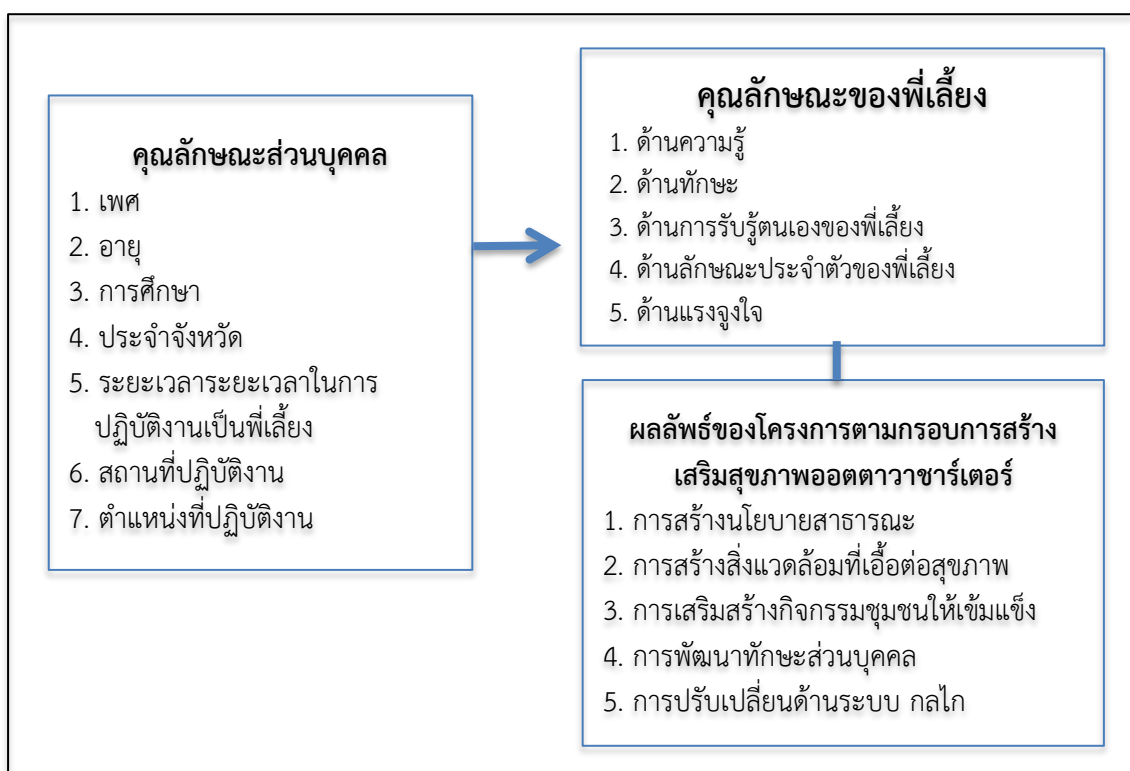 คุณลักษณะส่วนบุคคล
1. เพศ
2. อายุ
3. การศึกษา
4. ประจำจังหวัด
5. ระยะเวลาระยะเวลาในการ
ปฏิบัติงานเป็นพี่เลี้ยง
6. สถานที่ปฏิบัติงาน
7. ตำแหน่งที่ปฏิบัติงาน
คุณลักษณะของพี่เลี้ยง
1. ด้านความรู้
2. ด้านทักษะ
3. ด้านการรับรู้ตนเองของพี่เลี้ยง
4. ด้านลักษณะประจำตัวของพี่เลี้ยง
5. ด้านแรงจูงใจ
ผลลัพธ์ของโครงการตามกรอบการสร้าง
เสริมสุขภาพออตตาวาชาร์เตอร์
1. การสร้างนโยบายสาธารณะ
2. การสร้างสิ่งแวดล้อมที่เอื้อต่อสุขภาพ
3. การเสริมสร้างกิจกรรมชุมชนให้เข้มแข็ง
4. การพัฒนาทักษะส่วนบุคคล
5. การปรับเปลี่ยนด้านระบบ กลไก